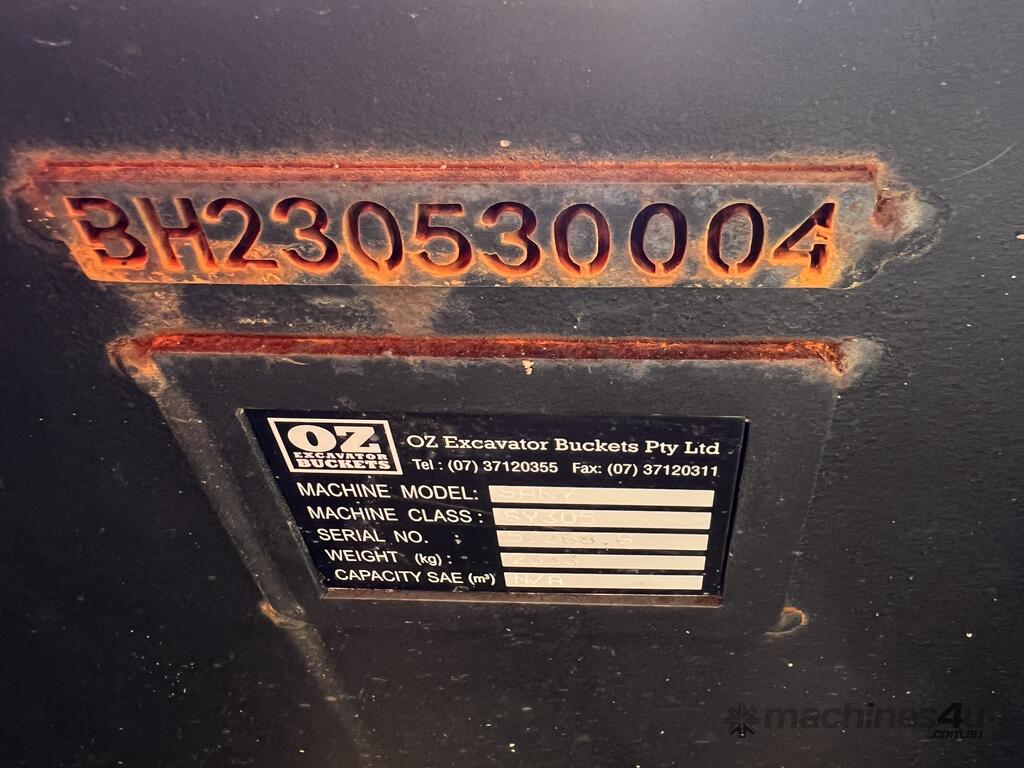 BH230530004
OZ
EXCAVATOR
BUCKETS
OZ Excavator Buckets Pty Ltd
Tel : (07) 37120355 Fax: (07) 37120311
MACHINE MODEL: SANY
MACHINE CLASS : SY305
SERIAL NO. :
WEIGHT (kg) :
CAPACITY SAE (m³) N/A
machines4u
.com.au